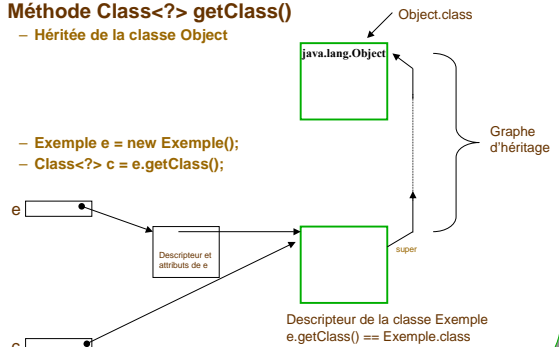 Méthode Class<?> getClass()
– Héritée de la classe Object
Object.class
java.lang.Object
– Exemple e = new Exemple();
– Class<?> c = e.getClass();
Graphe
d'héritage
e
Descripteur et
attributs de e
super
Descripteur de la classe Exemple
e.getClass() == Exemple.class
c